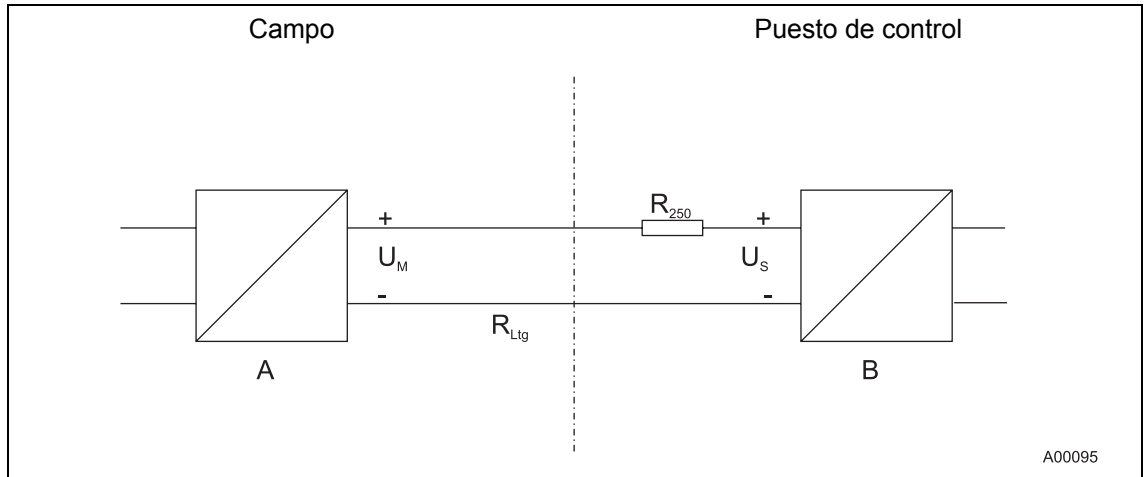 Campo Puesto de control
R250
+ +
UM US
- -
RLtg
A B
A00095